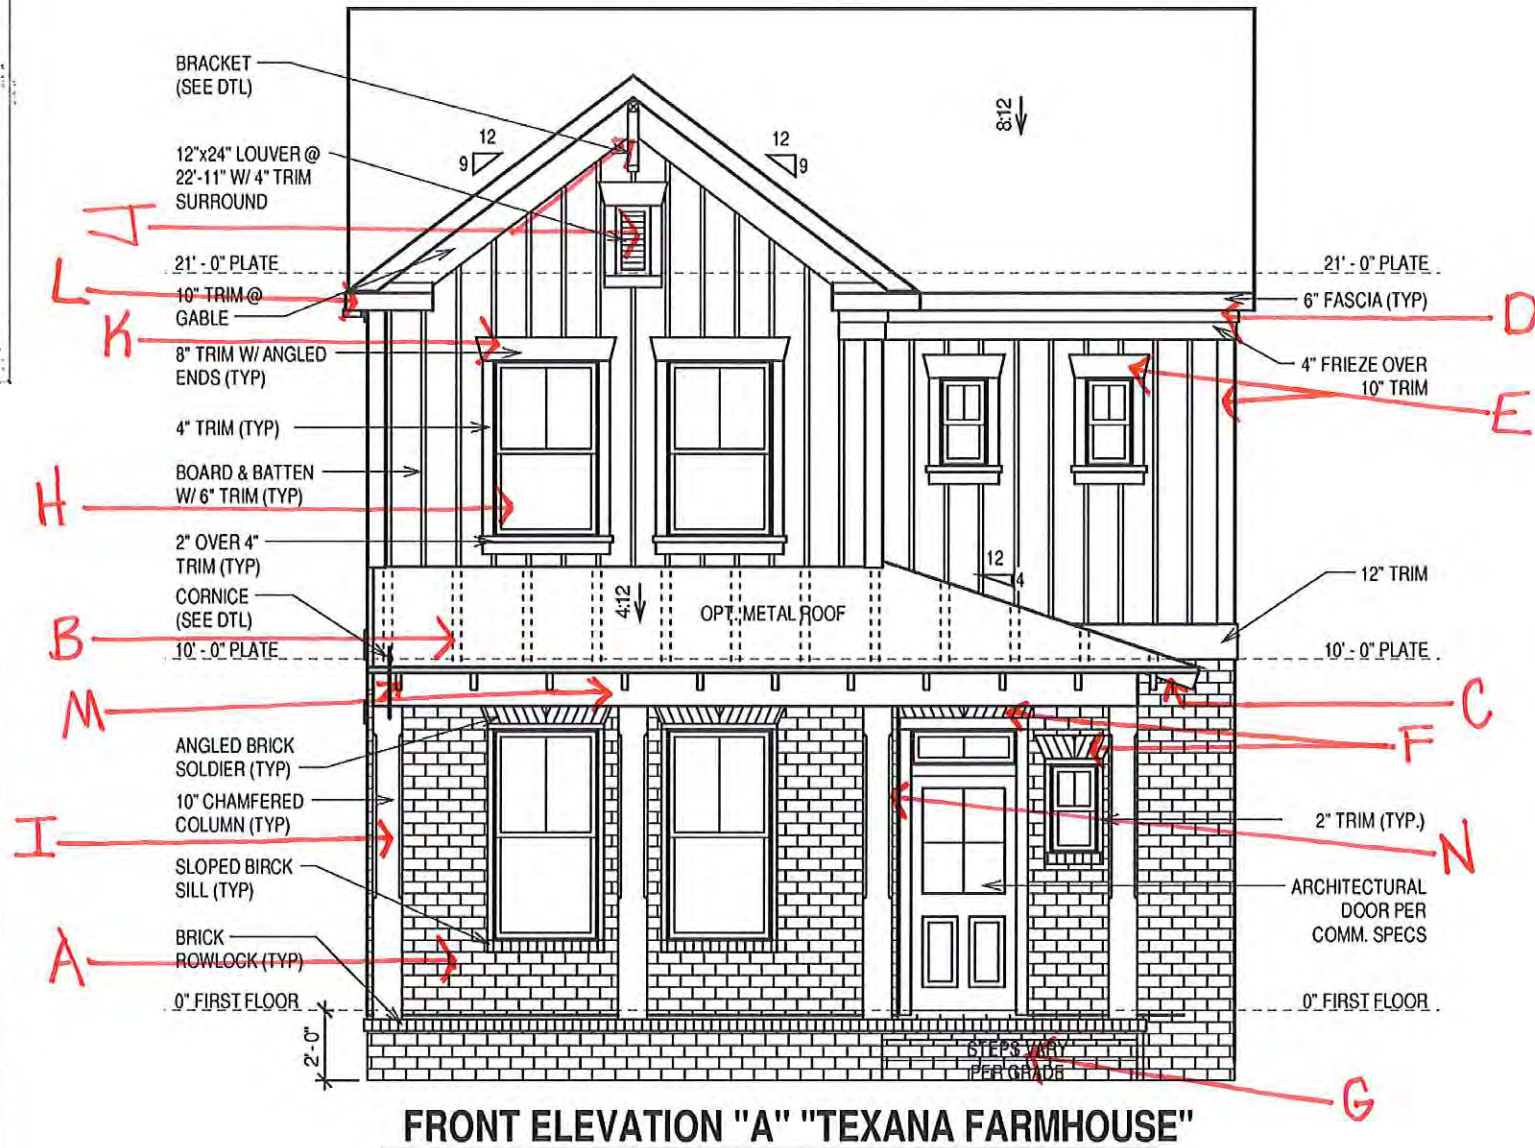 BRACKET
(SEE DTL)
12"x24" LOUVER @
22'-11" W/ 4" TRIM
SURROUND
J
21' - 0" PLATE
L
10" TRIM @
GABLE
K
8" TRIM W/ ANGLED
ENDS (TYP)
4" TRIM (TYP)
BOARD & BATTEN
W/ 6" TRIM (TYP)
H
2" OVER 4"
TRIM (TYP)
CORNICE
(SEE DTL)
B
10' - 0" PLATE
M
ANGLED BRICK
SOLDIER (TYP)
10" CHAMFERED
COLUMN (TYP)
I
SLOPED BIRCK
SILL (TYP)
BRICK
ROWLOCK (TYP)
A
0" FIRST FLOOR
2'-0"
12
9
12
9
8:12
12
4
4:12
OPT. METAL ROOF
STEPS VARY
PER GRADE
21' - 0" PLATE
6" FASCIA (TYP)
D
4" FRIEZE OVER
10" TRIM
E
12" TRIM
10' - 0" PLATE
C
F
2" TRIM (TYP.)
N
ARCHITECTURAL
DOOR PER
COMM. SPECS
0" FIRST FLOOR
G
FRONT ELEVATION "A" "TEXANA FARMHOUSE"